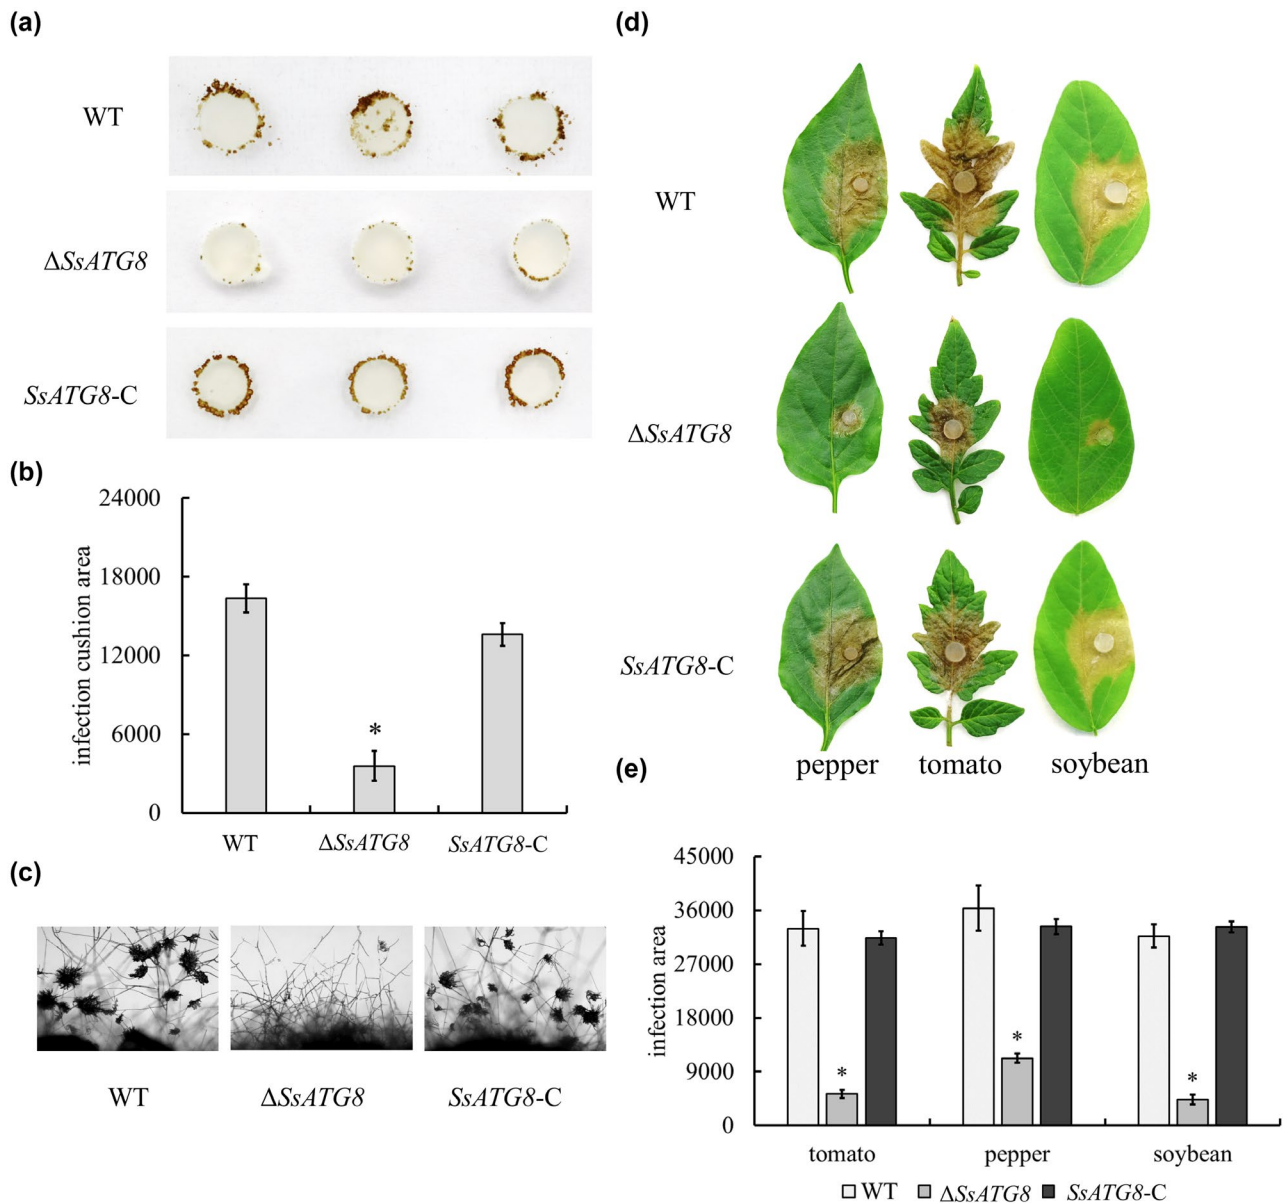 (a)
WT
ΔSsATG8
SsATG8-C
(b)
24000
18000
12000
6000
0
infection cushion area
*
WT ΔSsATG8 SsATG8-C
(c)
WT ΔSsATG8 SsATG8-C
(d)
WT
ΔSsATG8
SsATG8-C
pepper tomato soybean
(e)
45000
36000
27000
18000
9000
0
infection area
* * *
tomato pepper soybean
WT ΔSsATG8 SsATG8-C